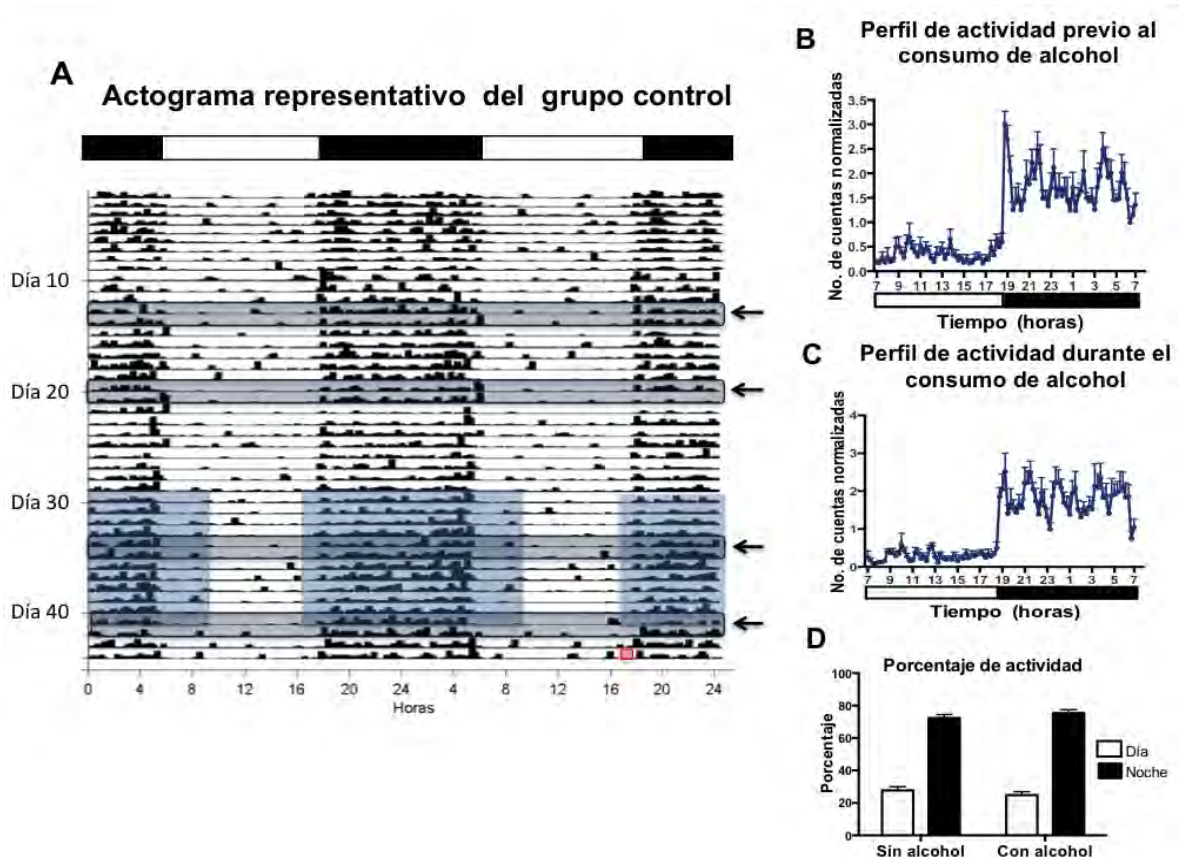 A
Actograma representativo del grupo control
Día 10
Día 20
Día 30
Día 40
0 4 8 12 16 20 24 4 8 12 16 20 24
Horas
B
Perfil de actividad previo al
consumo de alcohol
No. de cuentas normalizadas
3.5
3.0
2.5
2.0
1.5
1.0
0.5
0.0
7 9 11 13 15 17 19 21 23 1 3 5 7
Tiempo (horas)
C
Perfil de actividad durante el
consumo de alcohol
No. de cuentas normalizadas
4
3
2
1
0
7 9 11 13 15 17 19 21 23 1 3 5 7
Tiempo (horas)
D
Porcentaje de actividad
Porcentaje
100
80
60
40
20
0
Sin alcohol Con alcohol
Día
Noche